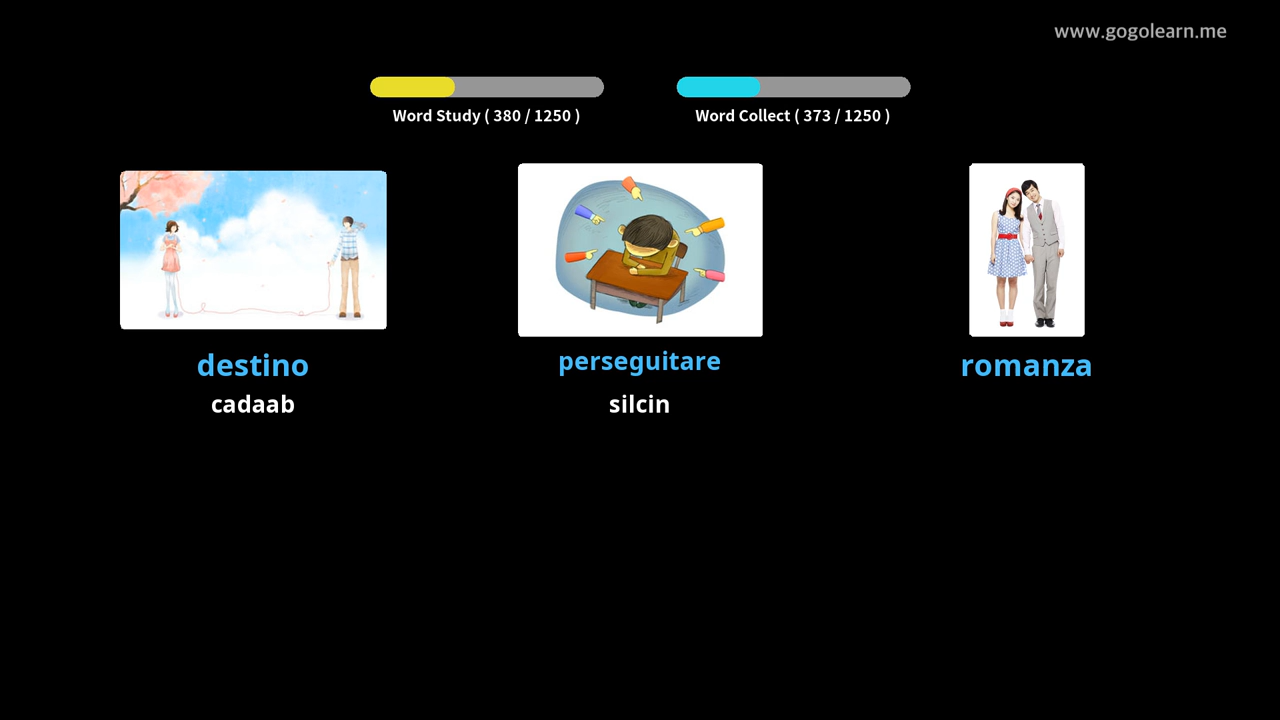 www.gogolearn.me
Word Study ( 380 / 1250 )
Word Collect ( 373 / 1250 )
destino
cadaab
perseguitare
silcin
romanza